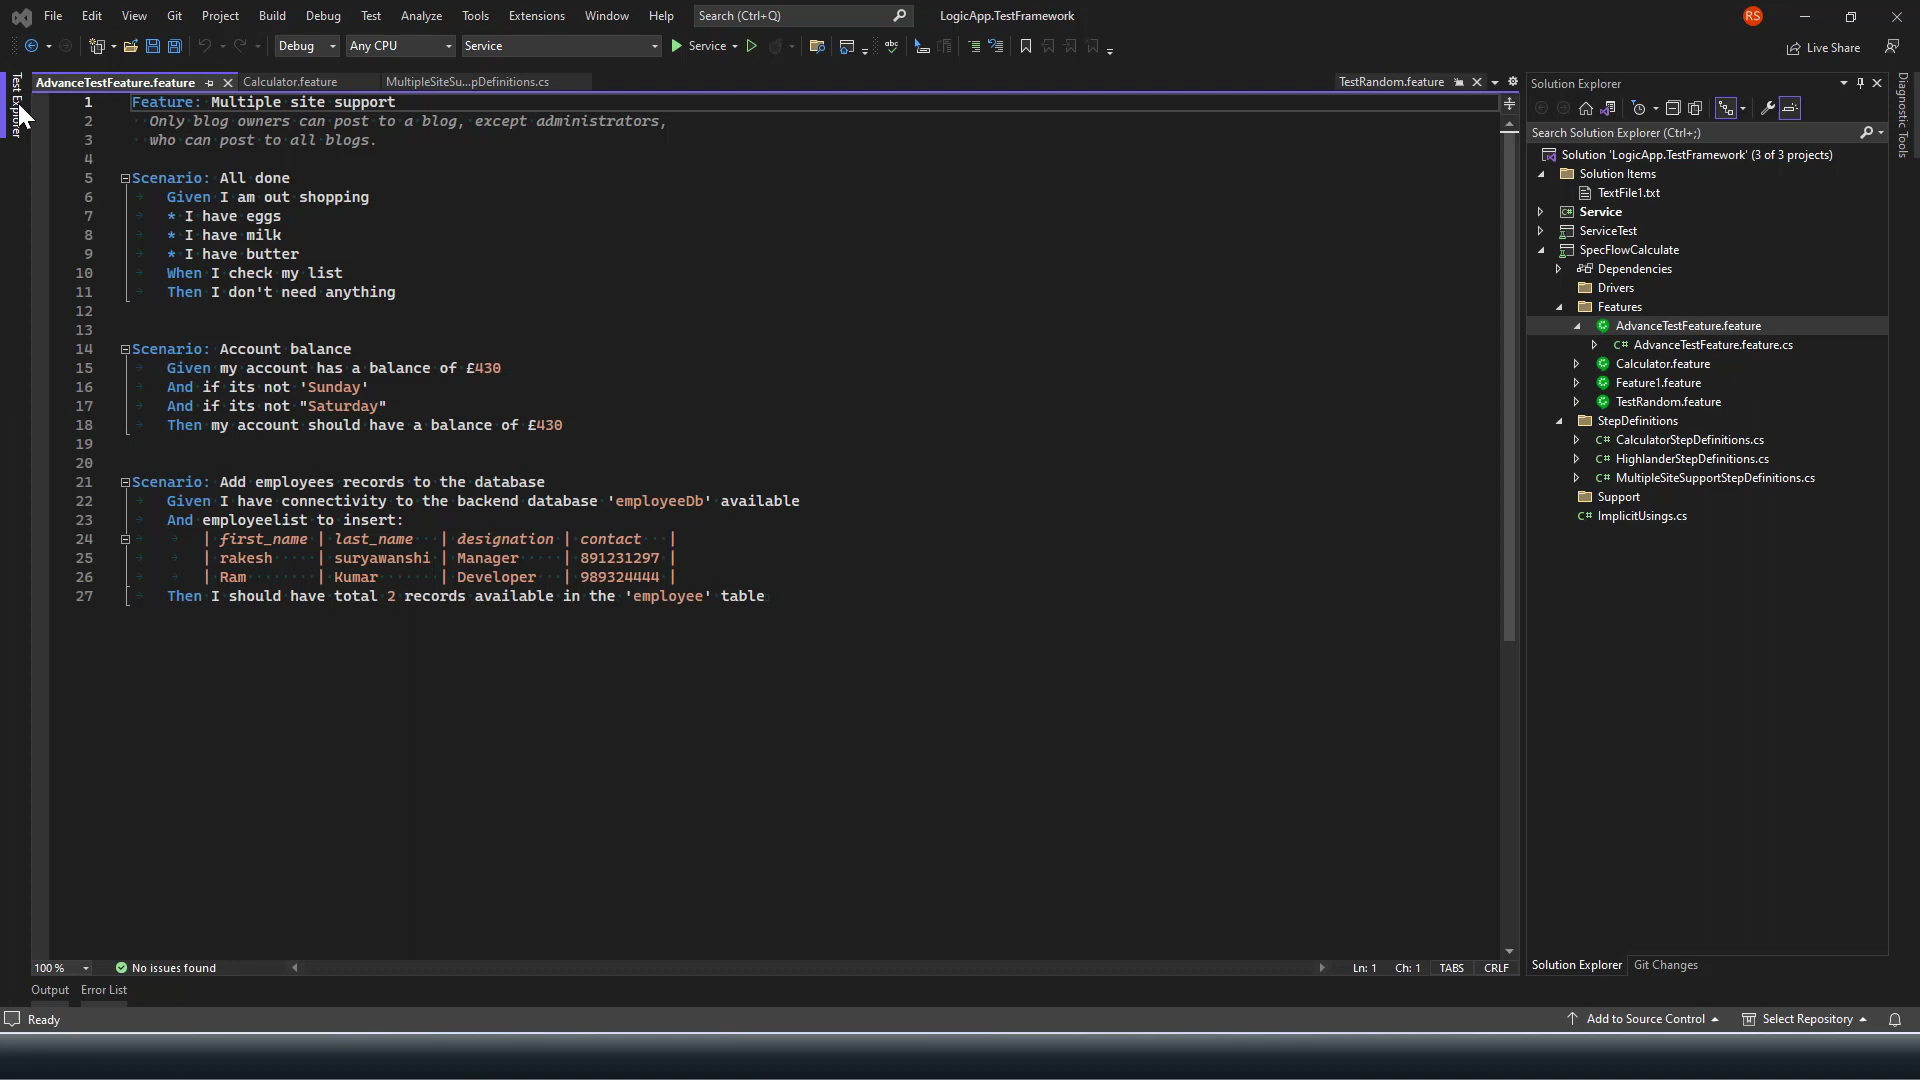 File Edit View Git Project Build Debug Test Analyze Tools Extensions Window Help Search (Ctrl+Q) LogicApp.TestFramework RS
Debug Any CPU Service Service Live Share
Test Explorer
AdvanceTestFeature.feature Calculator.feature MultipleSiteSu...pDefinitions.cs TestRandom.feature
1 Feature: Multiple site support
2 Only blog owners can post to a blog, except administrators,
3 who can post to all blogs.
4
5 Scenario: All done
6 Given I am out shopping
7 * I have eggs
8 * I have milk
9 * I have butter
10 When I check my list
11 Then I don't need anything
12
13
14 Scenario: Account balance
15 Given my account has a balance of £430
16 And if its not 'Sunday'
17 And if its not "Saturday"
18 Then my account should have a balance of £430
19
20
21 Scenario: Add employees records to the database
22 Given I have connectivity to the backend database 'employeeDb' available
23 And employeelist to insert:
24 | first_name | last_name | designation | contact |
25 | rakesh | suryawanshi | Manager | 891231297 |
26 | Ram | Kumar | Developer | 989324444 |
27 Then I should have total 2 records available in the 'employee' table
100 % No issues found Ln: 1 Ch: 1 TABS CRLF
Output Error List
Solution Explorer
Search Solution Explorer (Ctrl+;)
Solution 'LogicApp.TestFramework' (3 of 3 projects)
Solution Items
TextFile1.txt
C# Service
ServiceTest
SpecFlowCalculate
Dependencies
Drivers
Features
AdvanceTestFeature.feature
C# AdvanceTestFeature.feature.cs
Calculator.feature
Feature1.feature
TestRandom.feature
StepDefinitions
C# CalculatorStepDefinitions.cs
C# HighlanderStepDefinitions.cs
C# MultipleSiteSupportStepDefinitions.cs
Support
C# ImplicitUsings.cs
Solution Explorer Git Changes
Diagnostic Tools
Ready Add to Source Control Select Repository